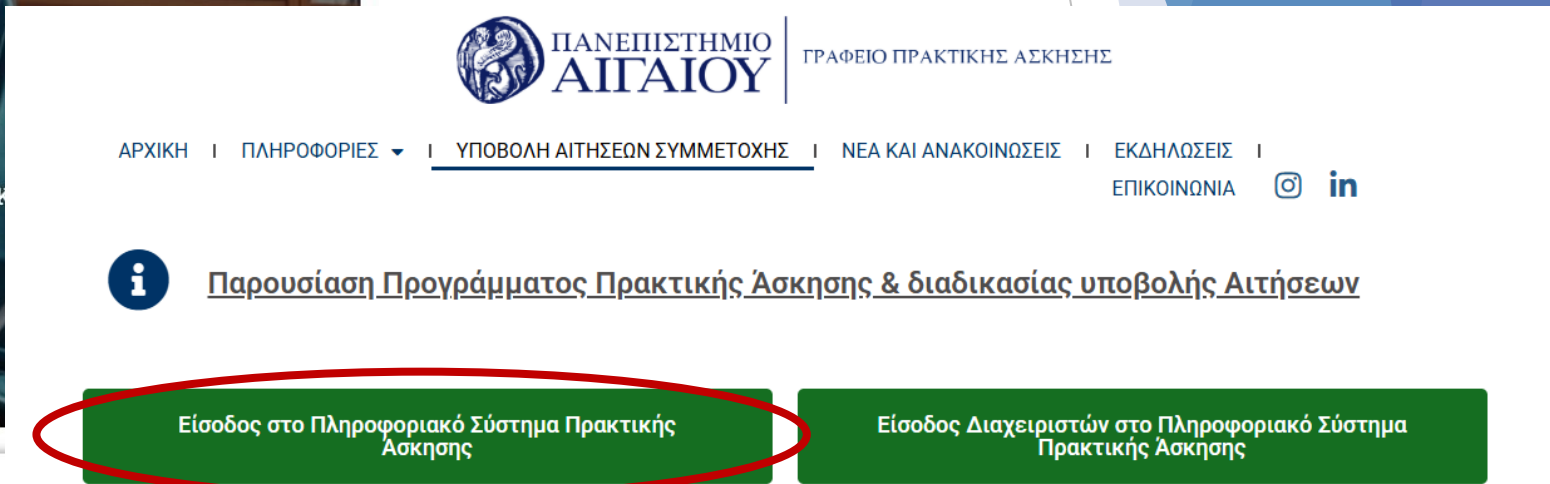 ΠΑΝΕΠΙΣΤΗΜΙΟ
ΑΙΓΑΙΟΥ
ΓΡΑΦΕΙΟ ΠΡΑΚΤΙΚΗΣ ΑΣΚΗΣΗΣ
ΑΡΧΙΚΗ Ι ΠΛΗΡΟΦΟΡΙΕΣ Ι ΥΠΟΒΟΛΗ ΑΙΤΗΣΕΩΝ ΣΥΜΜΕΤΟΧΗΣ Ι ΝΕΑ ΚΑΙ ΑΝΑΚΟΙΝΩΣΕΙΣ Ι ΕΚΔΗΛΩΣΕΙΣ Ι
ΕΠΙΚΟΙΝΩΝΙΑ in
Παρουσίαση Προγράμματος Πρακτικής Άσκησης & διαδικασίας υποβολής Αιτήσεων
Είσοδος στο Πληροφοριακό Σύστημα Πρακτικής
Άσκησης
Είσοδος Διαχειριστών στο Πληροφοριακό Σύστημα
Πρακτικής Άσκησης